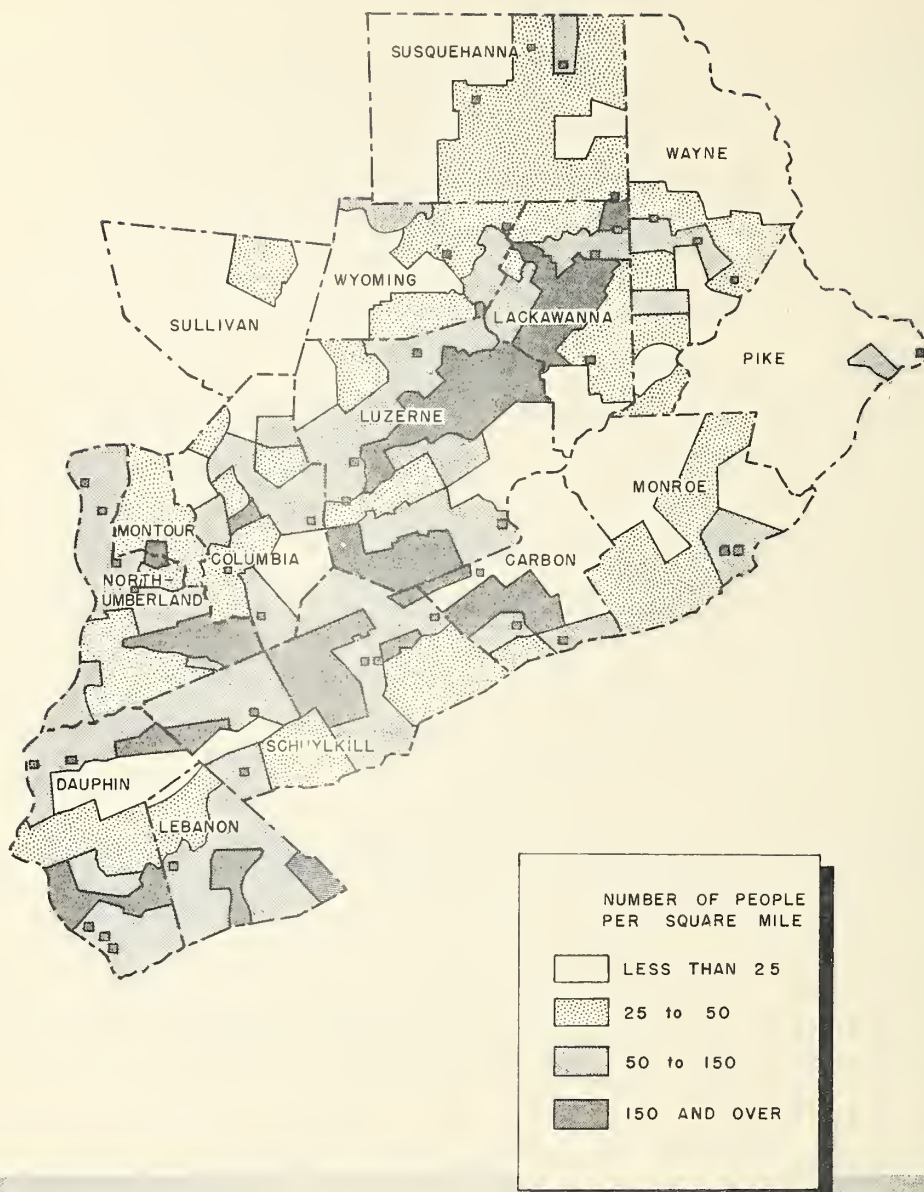 SUSQUEHANNA
WAYNE
WYOMING
SULLIVAN
LACKAWANNA
PIKE
LUZERNE
MONROE
MONTOUR
COLUMBIA
CARBON
NORTH-
UMBERLAND
SCHUYLKILL
DAUPHIN
LEBANON
NUMBER OF PEOPLE
PER SQUARE MILE
LESS THAN 25
25 to 50
50 to 150
150 AND OVER